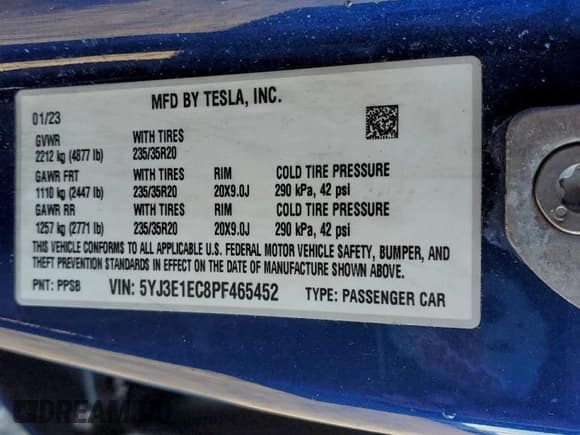 MFD BY TESLA, INC.
01/23
GVWR WITH TIRES
2212 kg (4877 lb) 235/35R20
GAWR FRT WITH TIRES RIM COLD TIRE PRESSURE
1110 kg (2447 lb) 235/35R20 20X9.0J 290 kPa, 42 psi
GAWR RR WITH TIRES RIM COLD TIRE PRESSURE
1257 kg (2771 lb) 235/35R20 20X9.0J 290 kPa, 42 psi
THIS VEHICLE CONFORMS TO ALL APPLICABLE U.S. FEDERAL MOTOR VEHICLE SAFETY, BUMPER, AND
THEFT PREVENTION STANDARDS IN EFFECT ON THE DATE OF MANUFACTURE SHOWN ABOVE.
PNT: PPSB VIN: 5YJ3E1EC8PF465452 TYPE: PASSENGER CAR